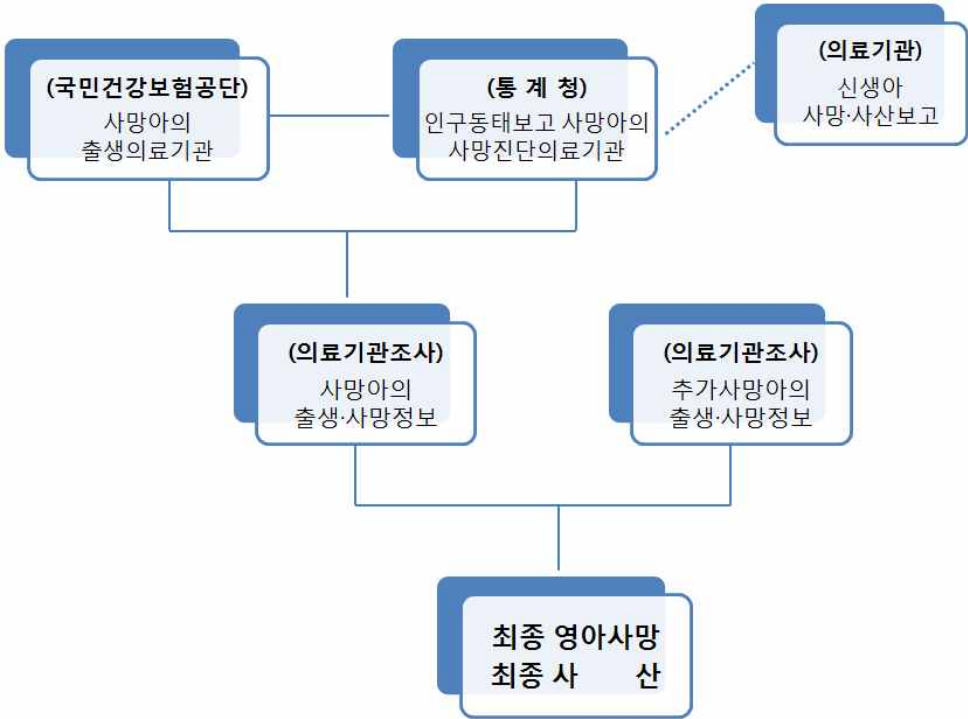 (국민건강보험공단)
사망아의
출생의료기관
(통 계 청)
인구동태보고 사망아의
사망진단의료기관
(의료기관)
신생아
사망·사산보고
(의료기관조사)
사망아의
출생·사망정보
(의료기관조사)
추가사망아의
출생·사망정보
최종 영아사망
최종 사 산